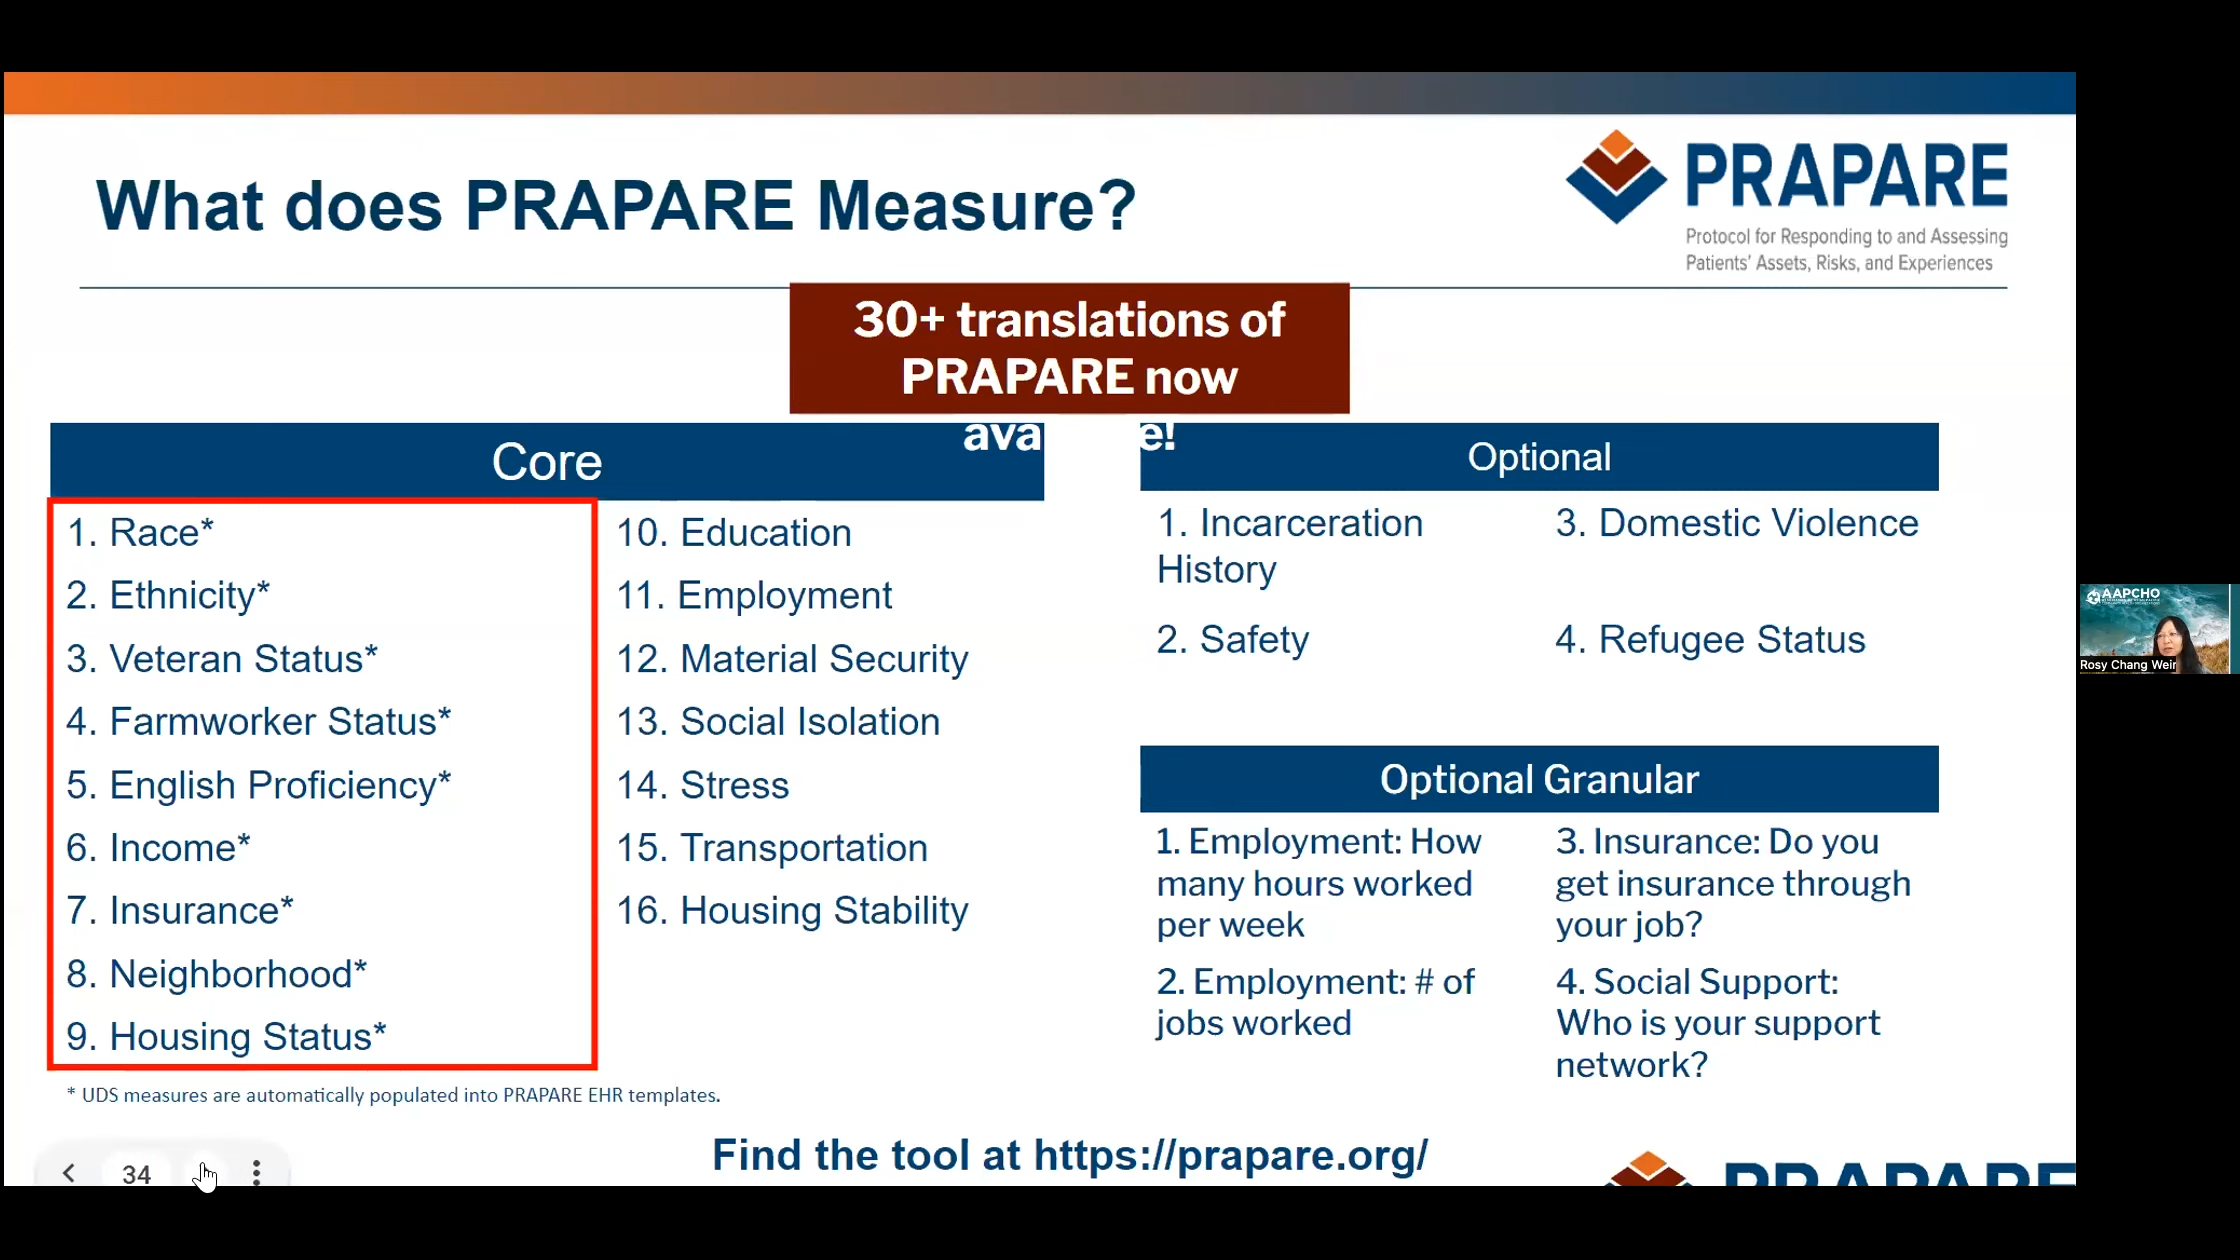 What does PRAPARE Measure?
PRAPARE
Protocol for Responding to and Assessing
Patients' Assets, Risks, and Experiences
30+ translations of
PRAPARE now
ava e!
Core
1. Race*
2. Ethnicity*
3. Veteran Status*
4. Farmworker Status*
5. English Proficiency*
6. Income*
7. Insurance*
8. Neighborhood*
9. Housing Status*
10. Education
11. Employment
12. Material Security
13. Social Isolation
14. Stress
15. Transportation
16. Housing Stability
* UDS measures are automatically populated into PRAPARE EHR templates.
Optional
1. Incarceration
History
2. Safety
3. Domestic Violence
4. Refugee Status
Optional Granular
1. Employment: How
many hours worked
per week
2. Employment: # of
jobs worked
3. Insurance: Do you
get insurance through
your job?
4. Social Support:
Who is your support
network?
Find the tool at https://prapare.org/
34
PRAPARE
AAPCHO
Rosy Chang Weir